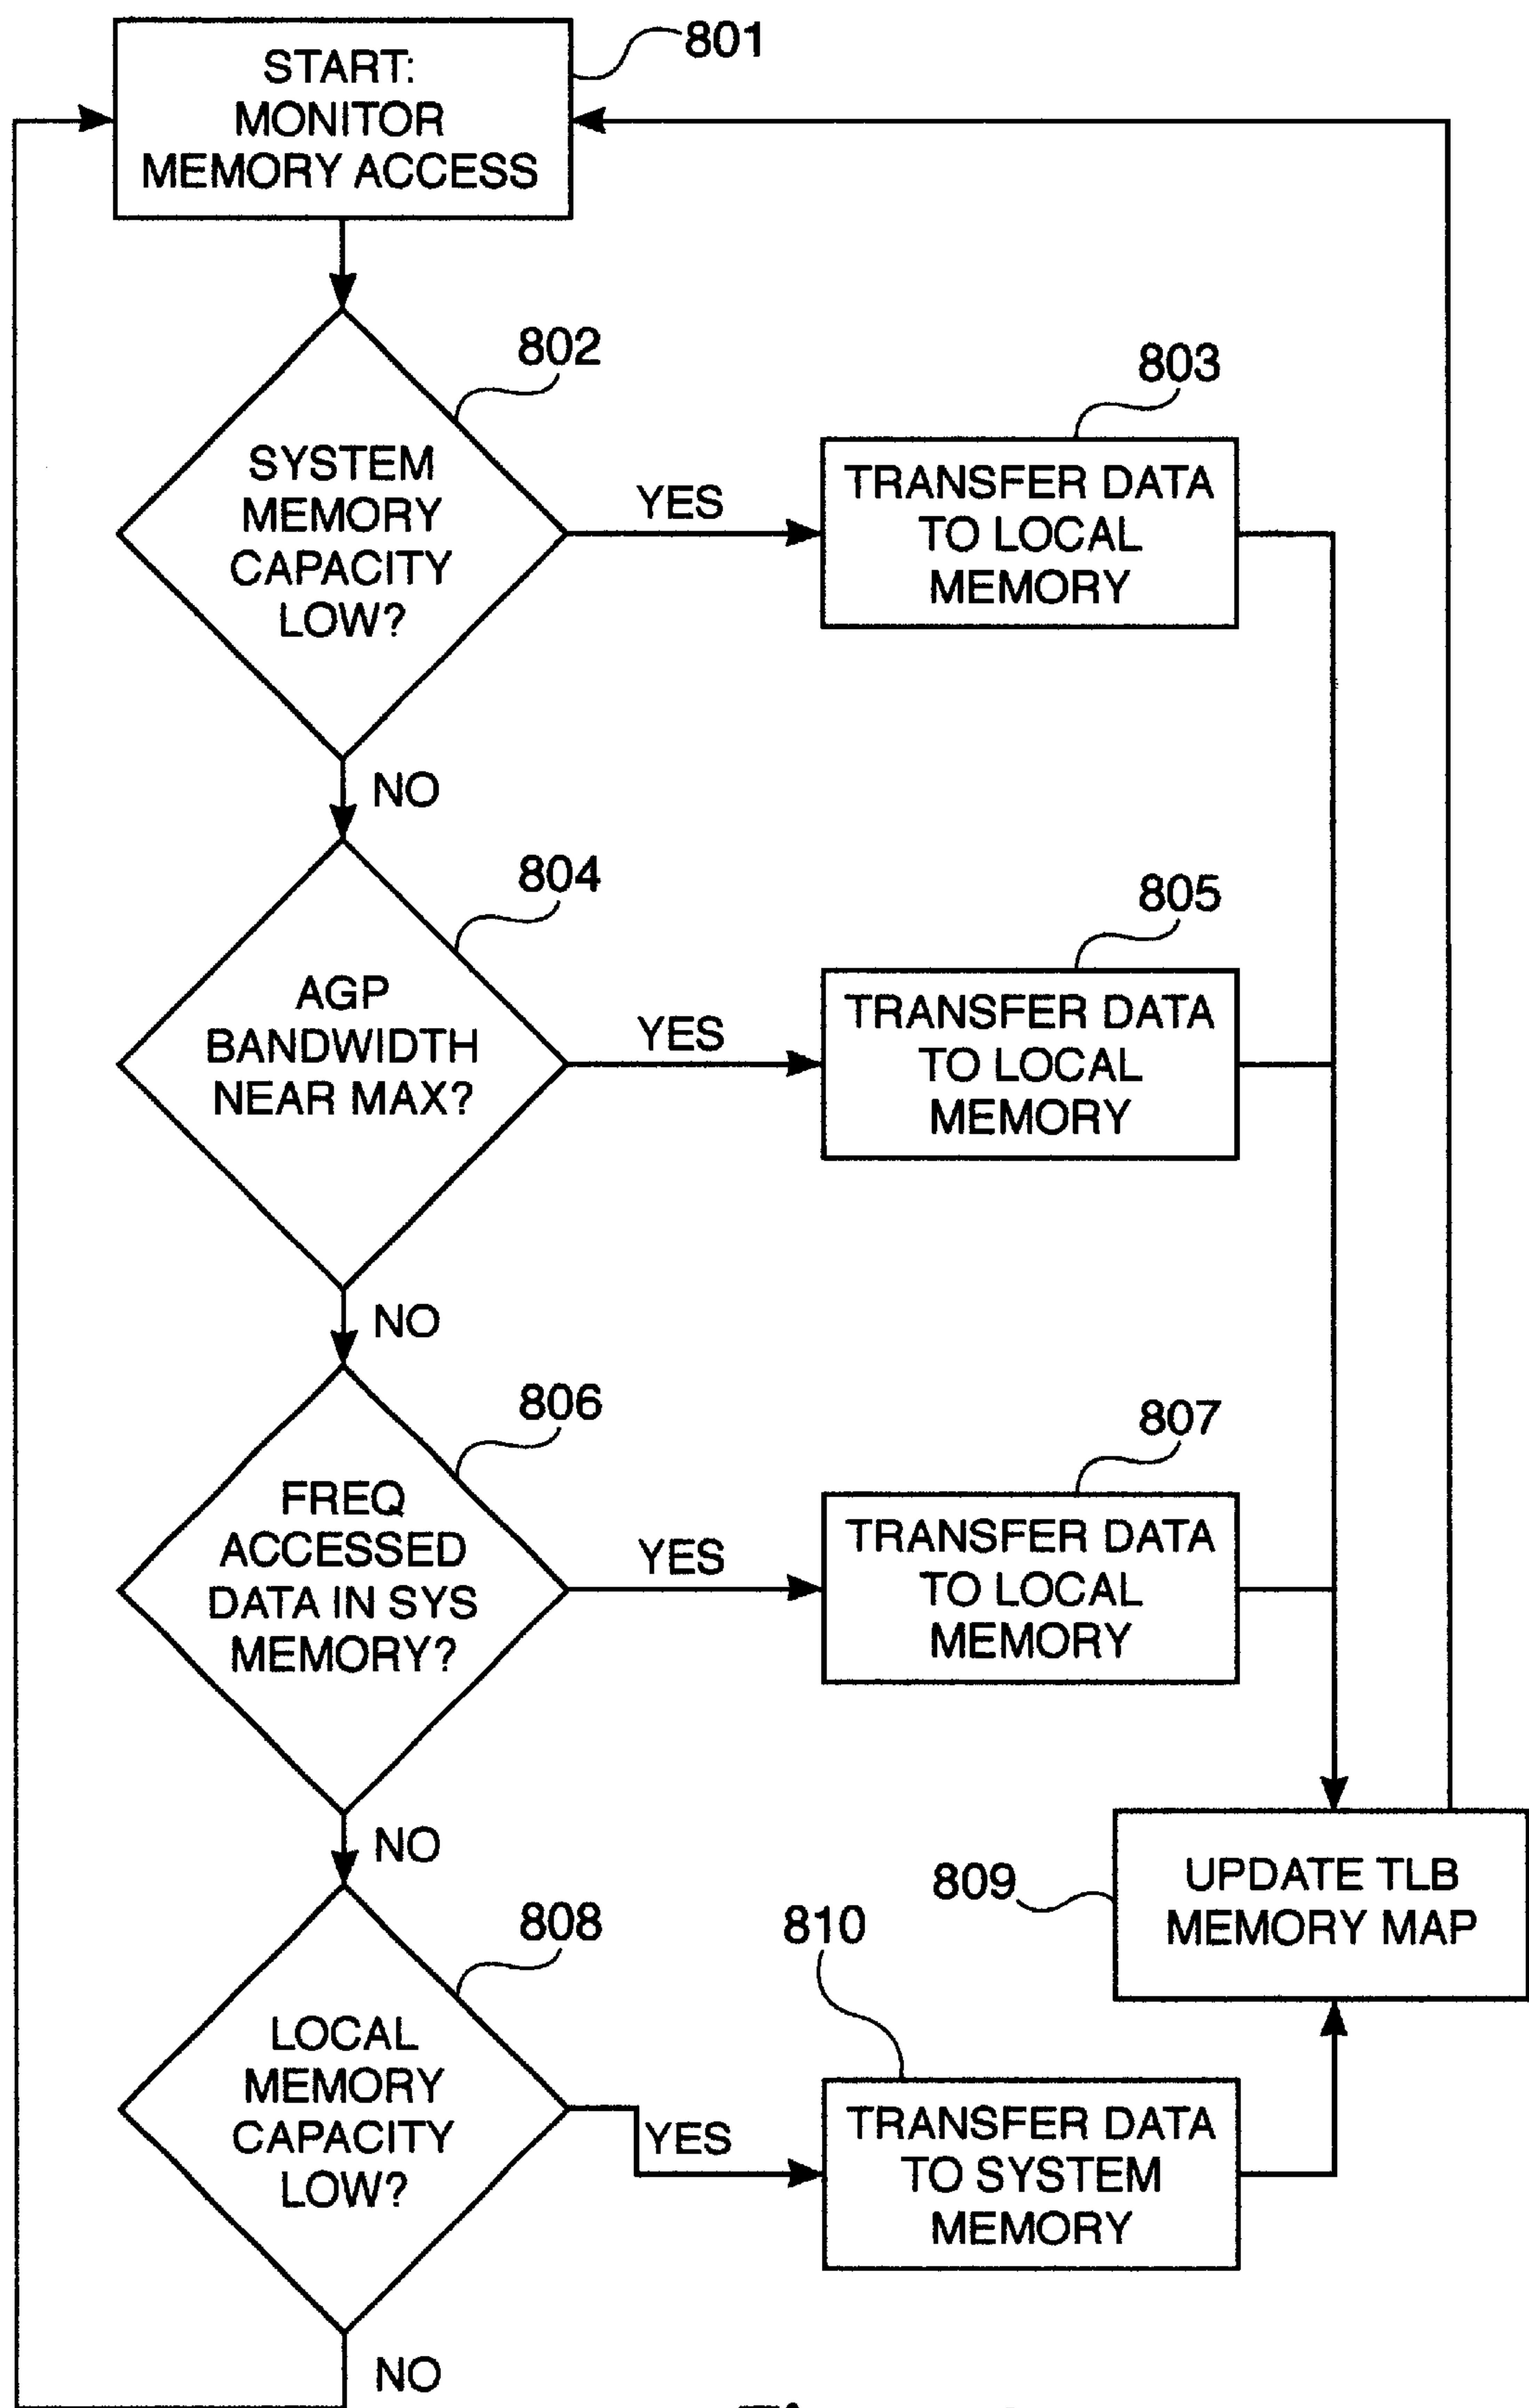 801
START:
MONITOR
MEMORY ACCESS
802
SYSTEM
MEMORY
CAPACITY
LOW?
YES
803
TRANSFER DATA
TO LOCAL
MEMORY
NO
804
AGP
BANDWIDTH
NEAR MAX?
YES
805
TRANSFER DATA
TO LOCAL
MEMORY
NO
806
FREQ
ACCESSED
DATA IN SYS
MEMORY?
YES
807
TRANSFER DATA
TO LOCAL
MEMORY
NO
809
UPDATE TLB
MEMORY MAP
808
LOCAL
MEMORY
CAPACITY
LOW?
YES
810
TRANSFER DATA
TO SYSTEM
MEMORY
NO